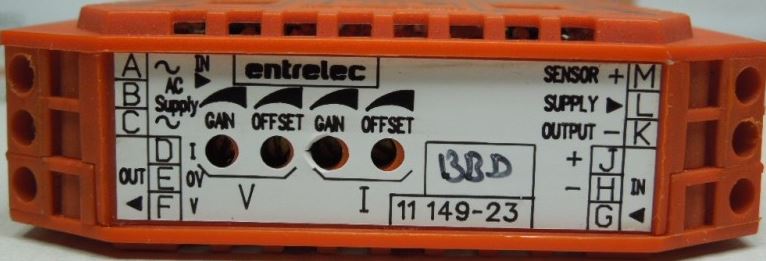 A ~ IN entrelec SENSOR + M
B AC Supply SUPPLY ▶ L
C ~ GAIN OFFSET GAIN OFFSET OUTPUT - K
D I + J
OUT E 0V BBD - H IN
◀ F V V I 11 149-23 G ◀